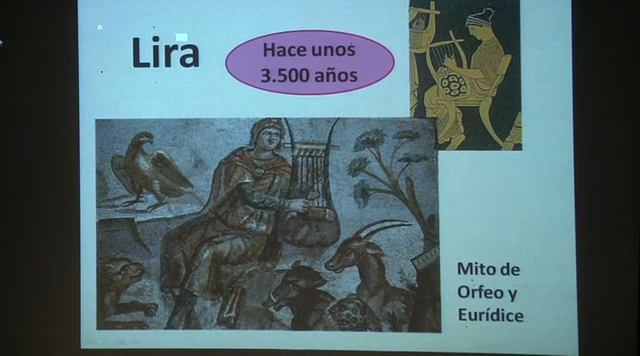 Lira
Hace unos
3.500 años
Mito de
Orfeo y
Eurídice